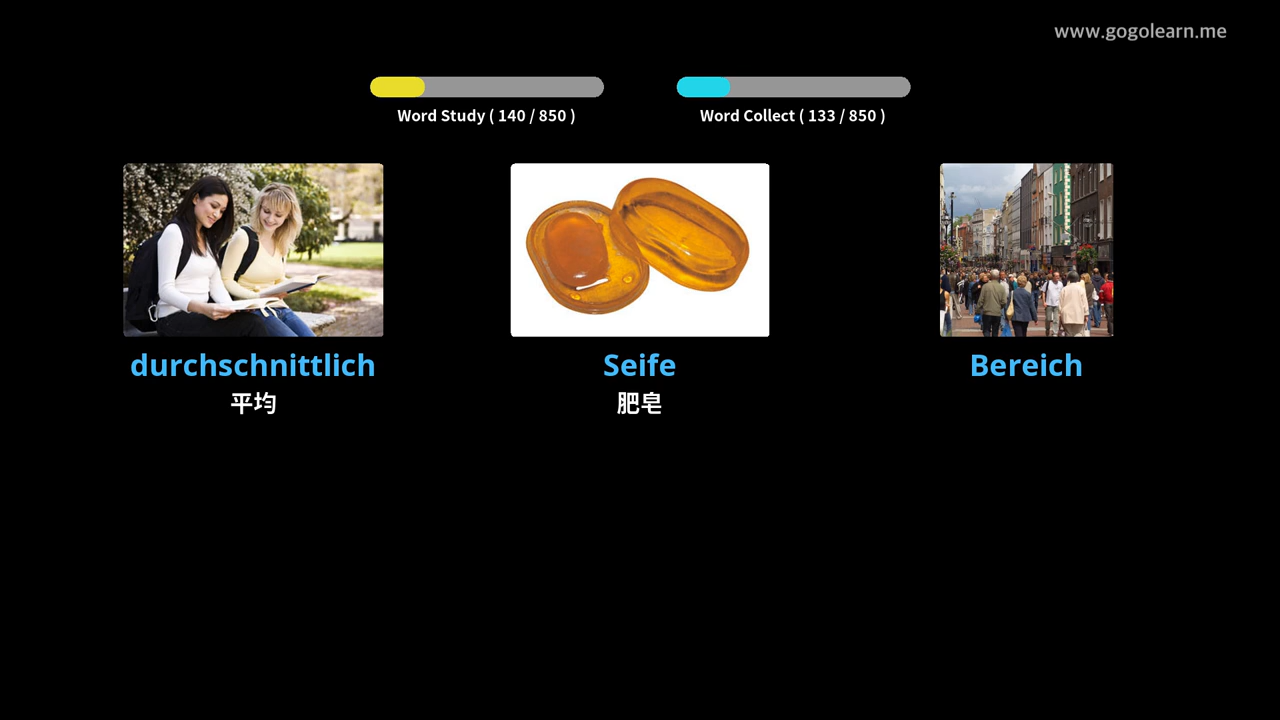 www.gogolearn.me
Word Study ( 140 / 850 )
Word Collect ( 133 / 850 )
durchschnittlich
平均
Seife
肥皂
Bereich